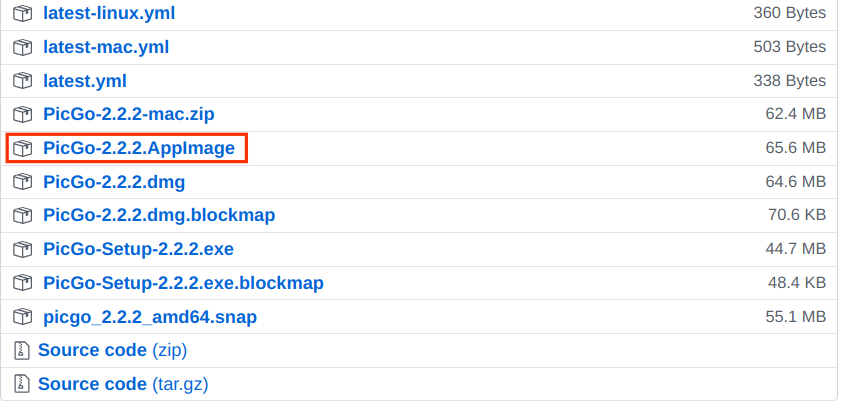 latest-linux.yml 360 Bytes
latest-mac.yml 503 Bytes
latest.yml 338 Bytes
PicGo-2.2.2-mac.zip 62.4 MB
PicGo-2.2.2.AppImage 65.6 MB
PicGo-2.2.2.dmg 64.6 MB
PicGo-2.2.2.dmg.blockmap 70.6 KB
PicGo-Setup-2.2.2.exe 44.7 MB
PicGo-Setup-2.2.2.exe.blockmap 48.4 KB
picgo_2.2.2_amd64.snap 55.1 MB
Source code (zip)
Source code (tar.gz)